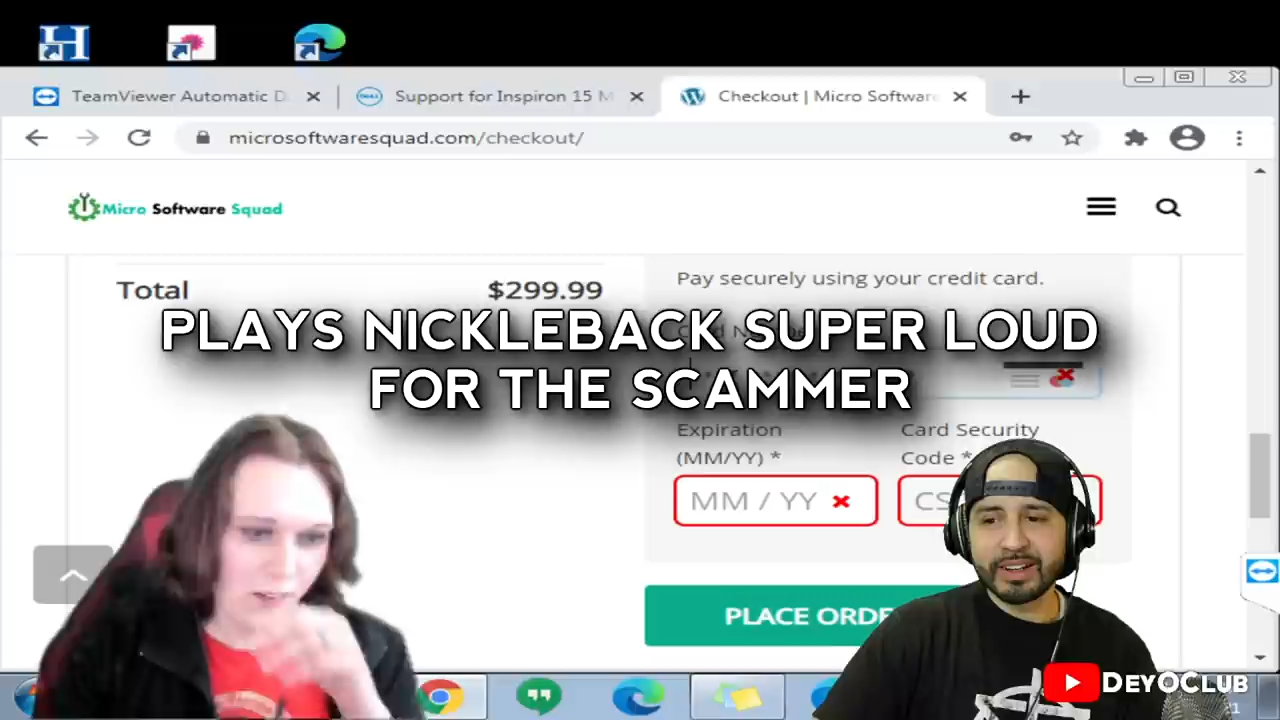 TeamViewer Automatic D
Support for Inspiron 15 M
Checkout | Micro Software
microsoftwaresquad.com/checkout/
Micro Software Squad
Total
$299.99
Pay securely using your credit card.
PLAYS NICKLEBACK SUPER LOUD
FOR THE SCAMMER
Expiration
(MM/YY) *
MM / YY
Card Security
Code *
CS
PLACE ORDE
DEYOCLUB